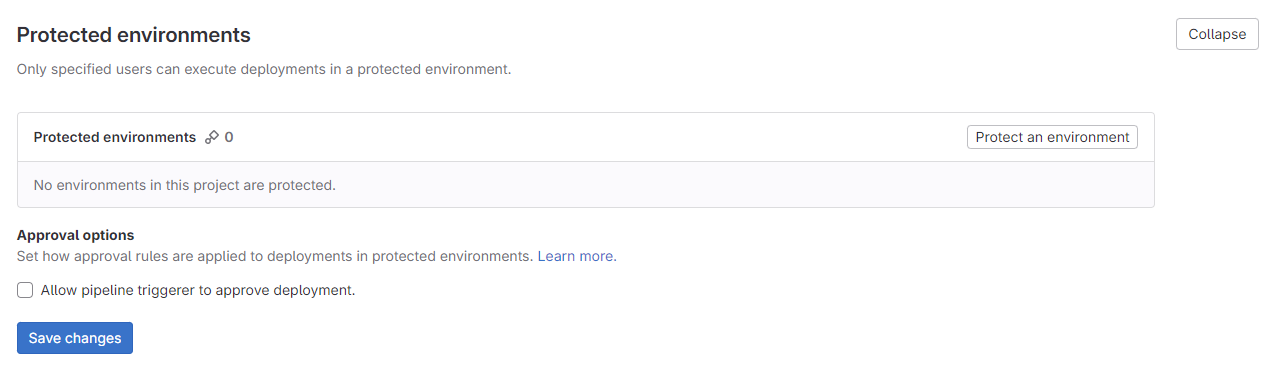 Protected environments
Collapse
Only specified users can execute deployments in a protected environment.
Protected environments 0
Protect an environment
No environments in this project are protected.
Approval options
Set how approval rules are applied to deployments in protected environments. Learn more.
Allow pipeline triggerer to approve deployment.
Save changes